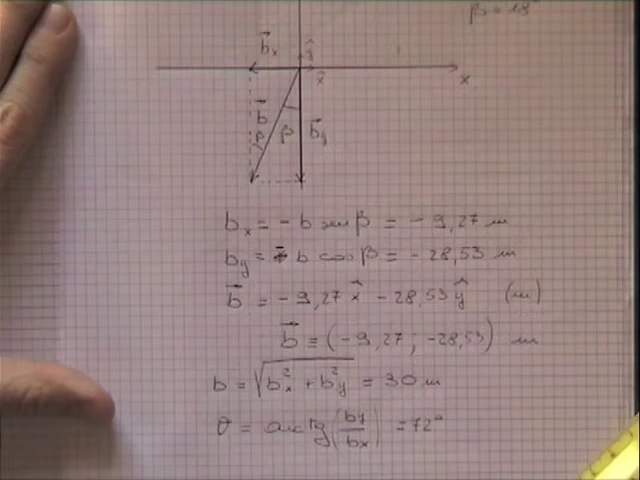 β = 18°
b⃗x
ŷ
x̂
x
b⃗
β
β
b⃗y
bx = - b sen β = - 9,27 m
by = - b cos β = - 28,53 m
b⃗ = - 9,27 x̂ - 28,53 ŷ (m)
b⃗ ≡ (- 9,27 ; -28,53) m
b = √(bx² + by²) = 30 m
θ = arctg(by/bx) = 72°